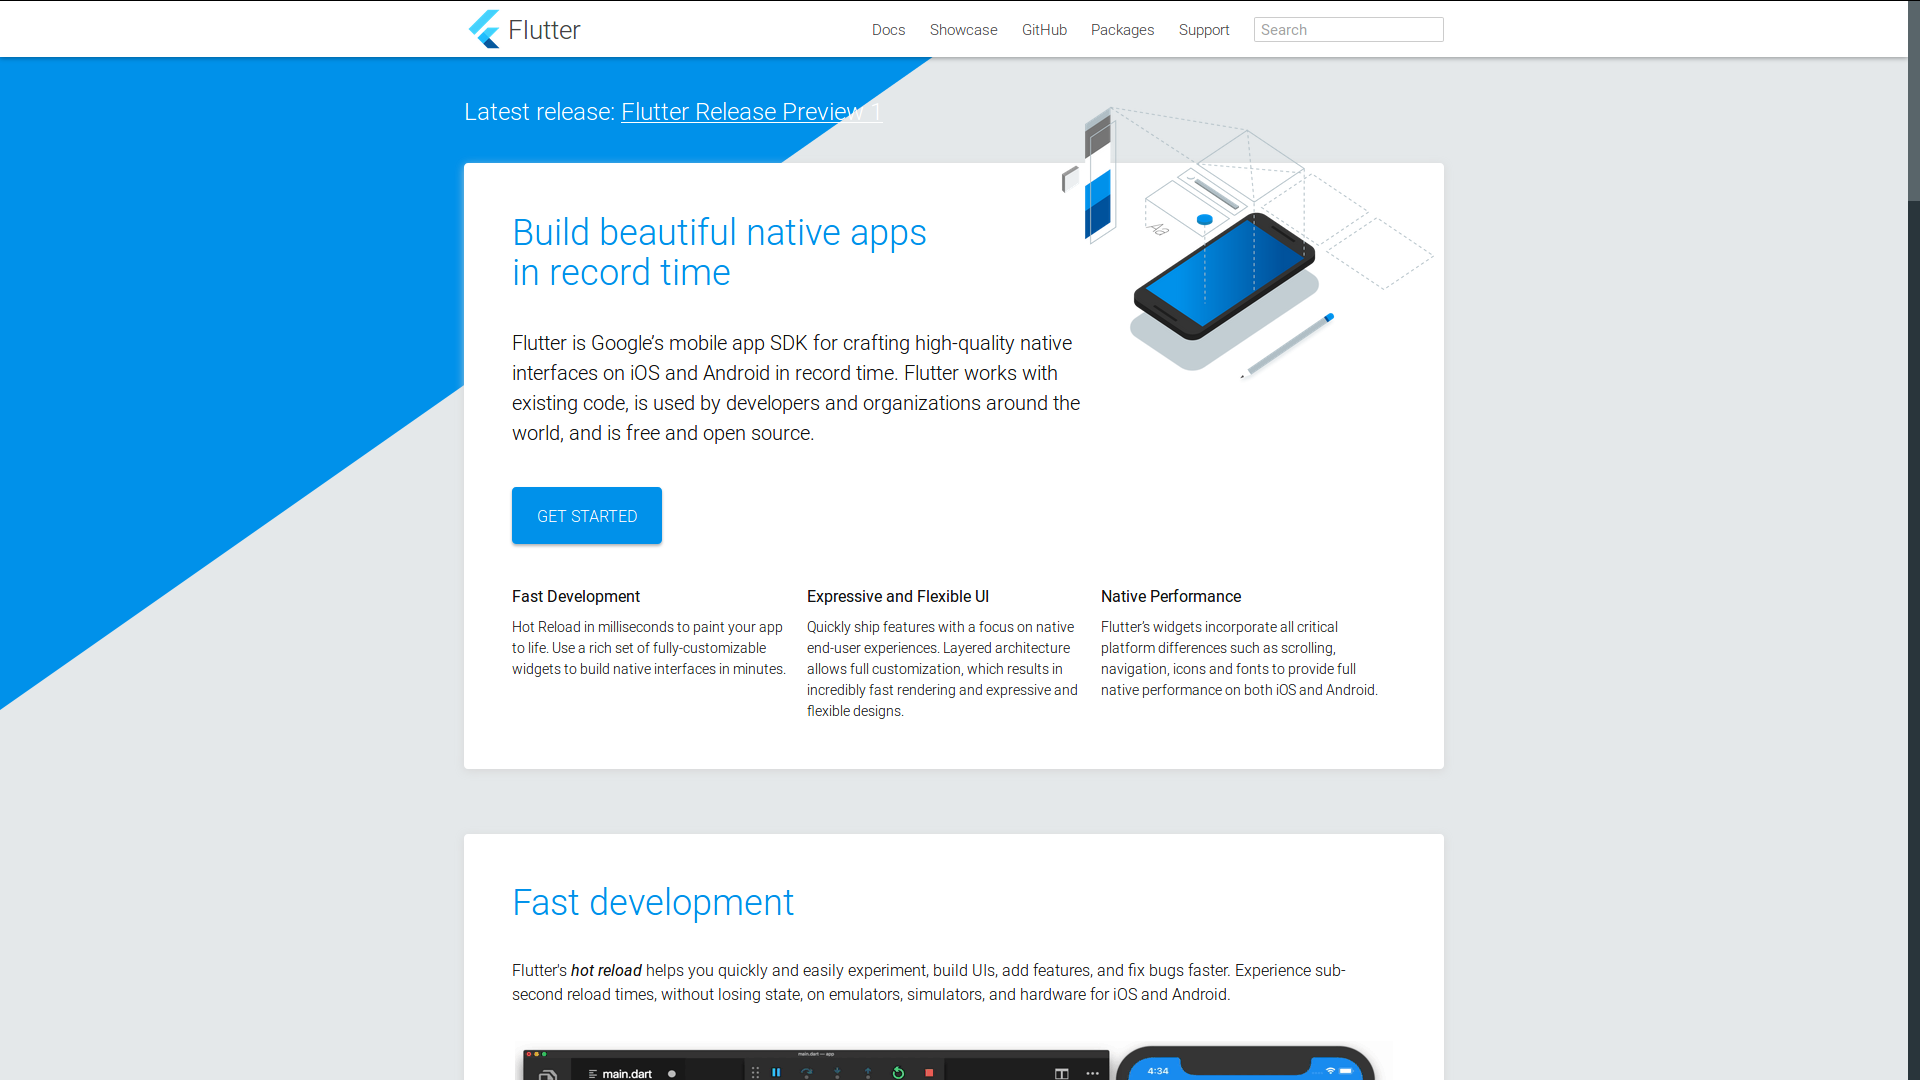 Flutter
Docs
Showcase
GitHub
Packages
Support
Search
Latest release: Flutter Release Preview 1
Aa
Build beautiful native apps
in record time
Flutter is Google’s mobile app SDK for crafting high-quality native
interfaces on iOS and Android in record time. Flutter works with
existing code, is used by developers and organizations around the
world, and is free and open source.
GET STARTED
Fast Development
Hot Reload in milliseconds to paint your app
to life. Use a rich set of fully-customizable
widgets to build native interfaces in minutes.
Expressive and Flexible UI
Quickly ship features with a focus on native
end-user experiences. Layered architecture
allows full customization, which results in
incredibly fast rendering and expressive and
flexible designs.
Native Performance
Flutter’s widgets incorporate all critical
platform differences such as scrolling,
navigation, icons and fonts to provide full
native performance on both iOS and Android.
Fast development
Flutter's hot reload helps you quickly and easily experiment, build UIs, add features, and fix bugs faster. Experience sub-
second reload times, without losing state, on emulators, simulators, and hardware for iOS and Android.
main.dart — app
main.dart
4:34